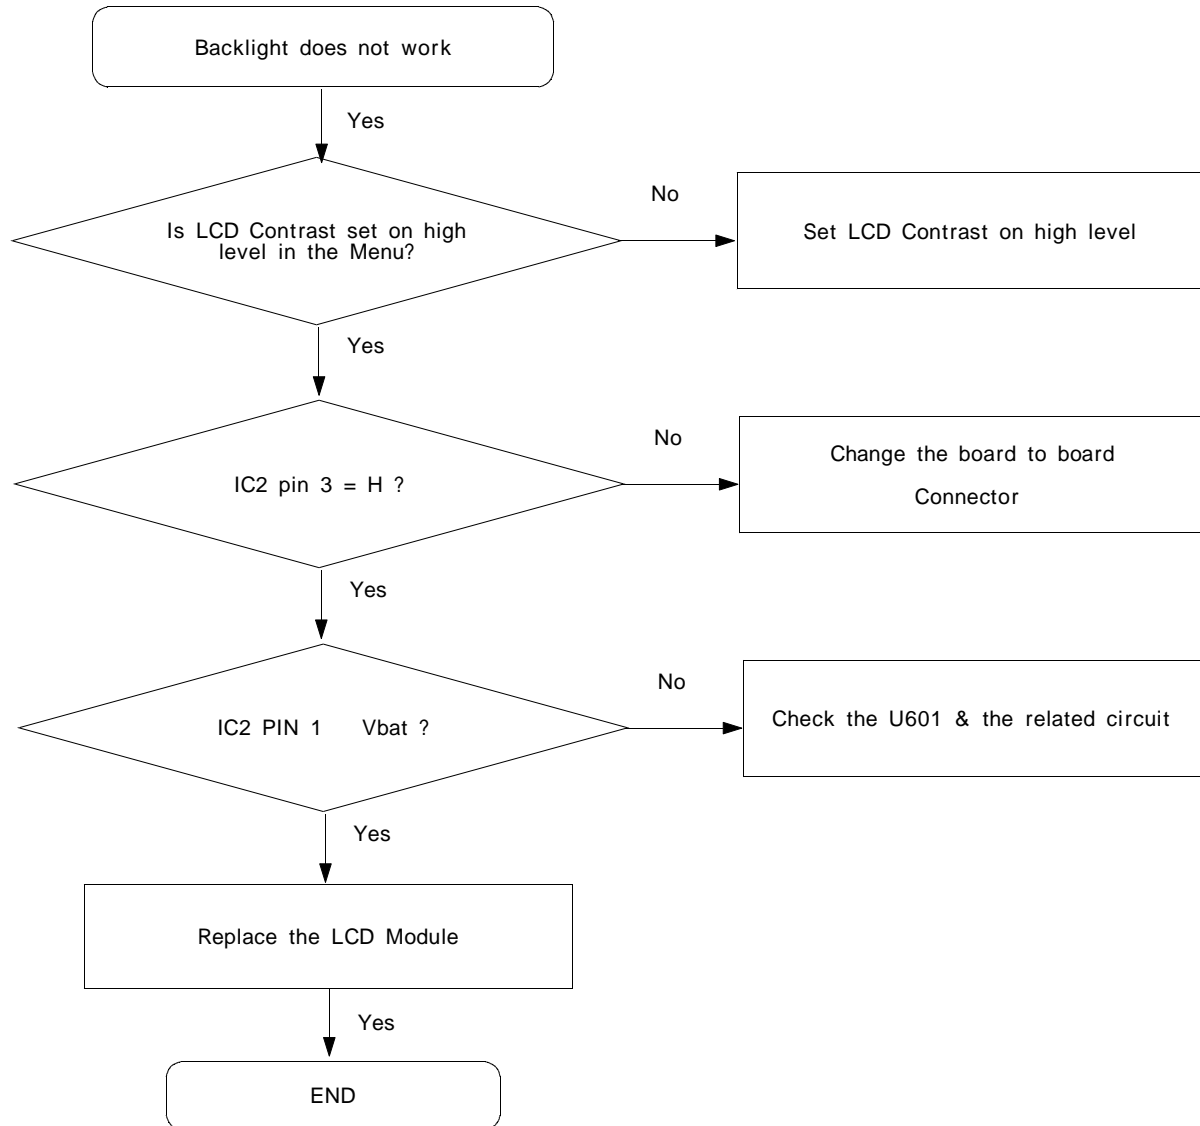 Backlight does not work
Yes
Is LCD Contrast set on high
level in the Menu?
No
Set LCD Contrast on high level
Yes
IC2 pin 3 = H ?
No
Change the board to board
Connector
Yes
IC2 PIN 1 Vbat ?
No
Check the U601 & the related circuit
Yes
Replace the LCD Module
Yes
END